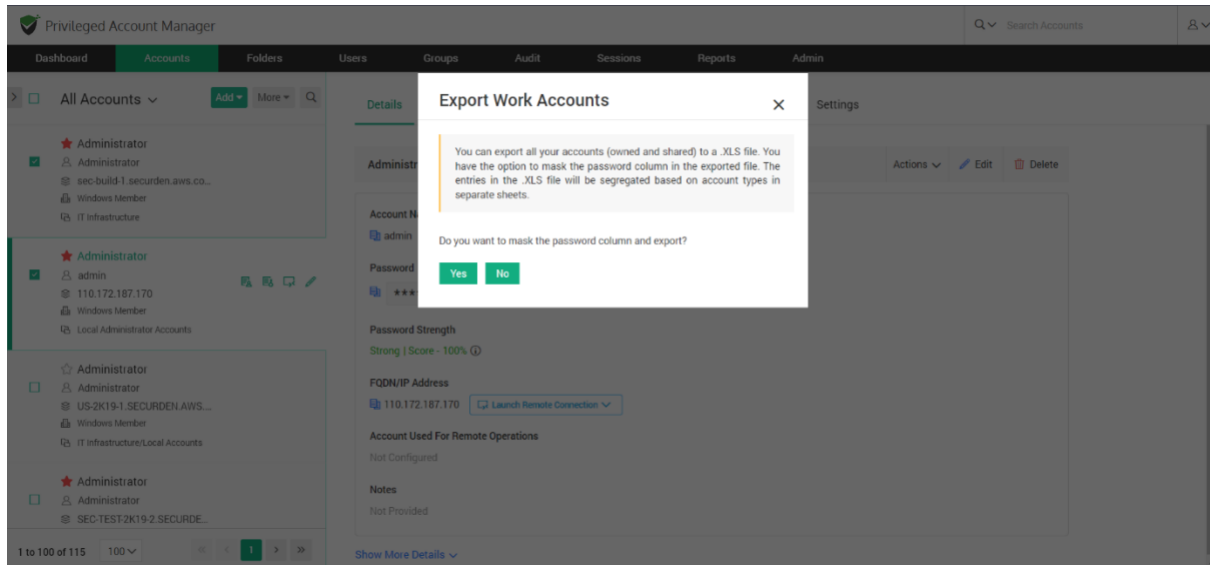 Privileged Account Manager
Search Accounts
Dashboard Accounts Folders Users Groups Audit Sessions Reports Admin
All Accounts Add More
Administrator
Administrator
sec-build-1.securden.aws.co...
Windows Member
IT Infrastructure
Administrator
admin
110.172.187.170
Windows Member
Local Administrator Accounts
Administrator
Administrator
US-2K19-1.SECURDEN.AWS....
Windows Member
IT Infrastructure/Local Accounts
Administrator
Administrator
SEC-TEST-2K19-2.SECURDE...
1 to 100 of 115 100 « < 1 > »
Details Settings
Administr Actions Edit Delete
Account N
admin
Password
***
Password Strength
Strong | Score - 100%
FQDN/IP Address
110.172.187.170 Launch Remote Connection
Account Used For Remote Operations
Not Configured
Notes
Not Provided
Show More Details
Export Work Accounts
You can export all your accounts (owned and shared) to a .XLS file. You
have the option to mask the password column in the exported file. The
entries in the .XLS file will be segregated based on account types in
separate sheets.
Do you want to mask the password column and export?
Yes No